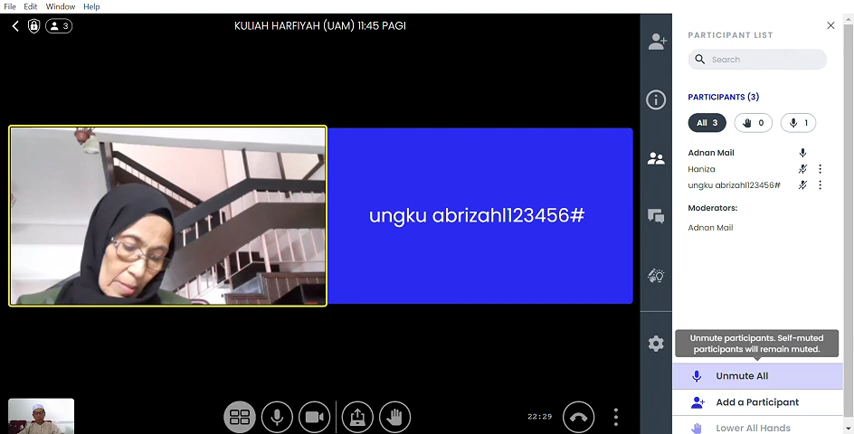 File Edit Window Help
3
KULIAH HARFIYAH (UAM) 11:45 PAGI
ungku abrizahl123456#
22:29
PARTICIPANT LIST
Search
PARTICIPANTS (3)
All 3 0 1
Adnan Mail
Haniza
ungku abrizahl123456#
Moderators:
Adnan Mail
Unmute participants. Self-muted
participants will remain muted.
Unmute All
Add a Participant
Lower All Hands